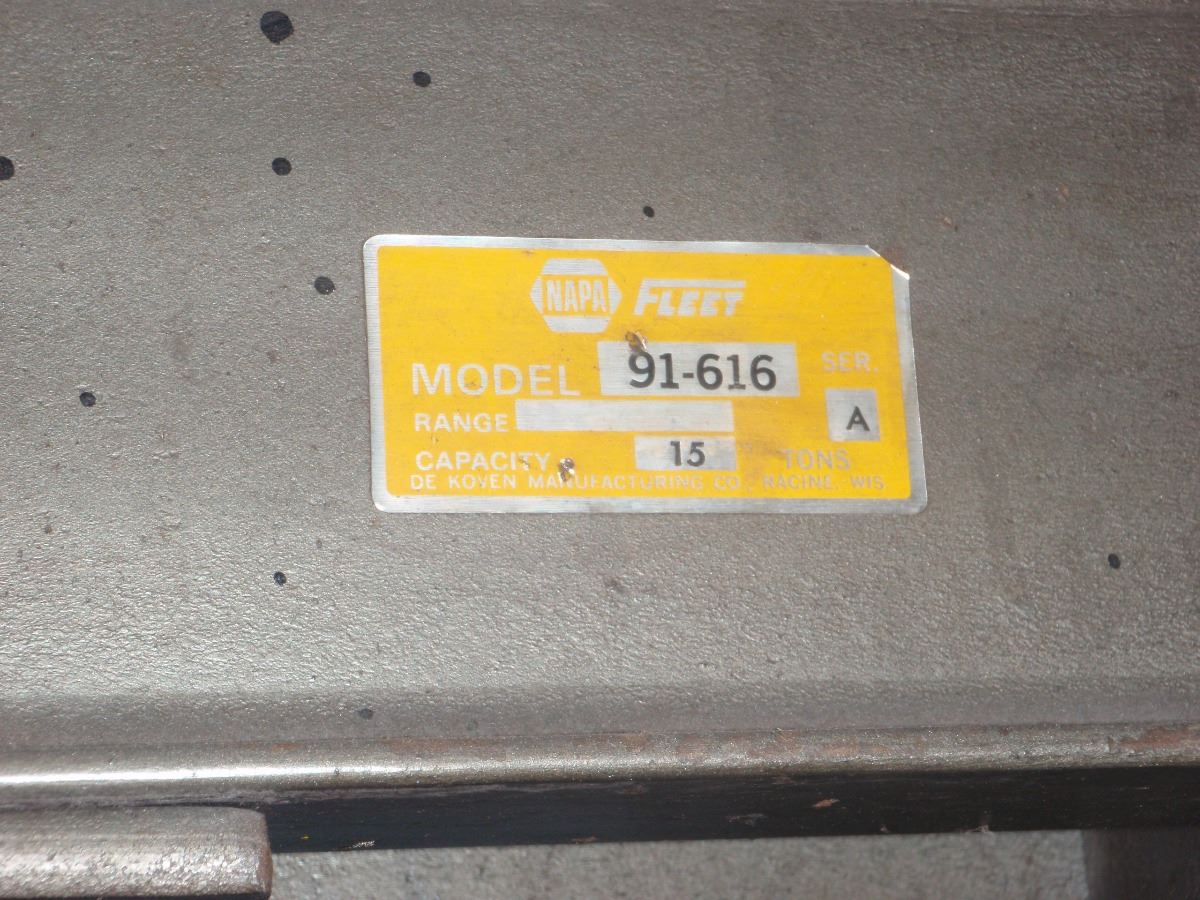 NAPA FLEET
MODEL 91-616 SER.
RANGE A
CAPACITY 15 TONS
DE KOVEN MANUFACTURING CO., RACINE, WIS.